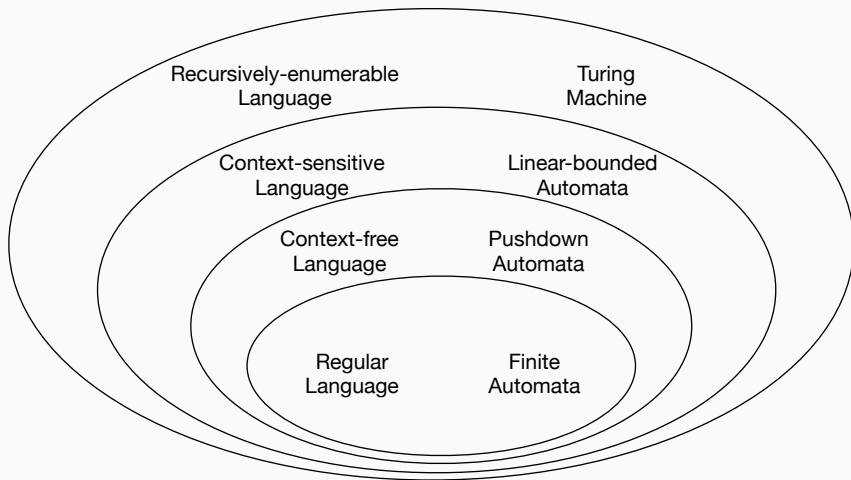 Recursively-enumerable
Language
Turing
Machine
Context-sensitive
Language
Linear-bounded
Automata
Context-free
Language
Pushdown
Automata
Regular
Language
Finite
Automata